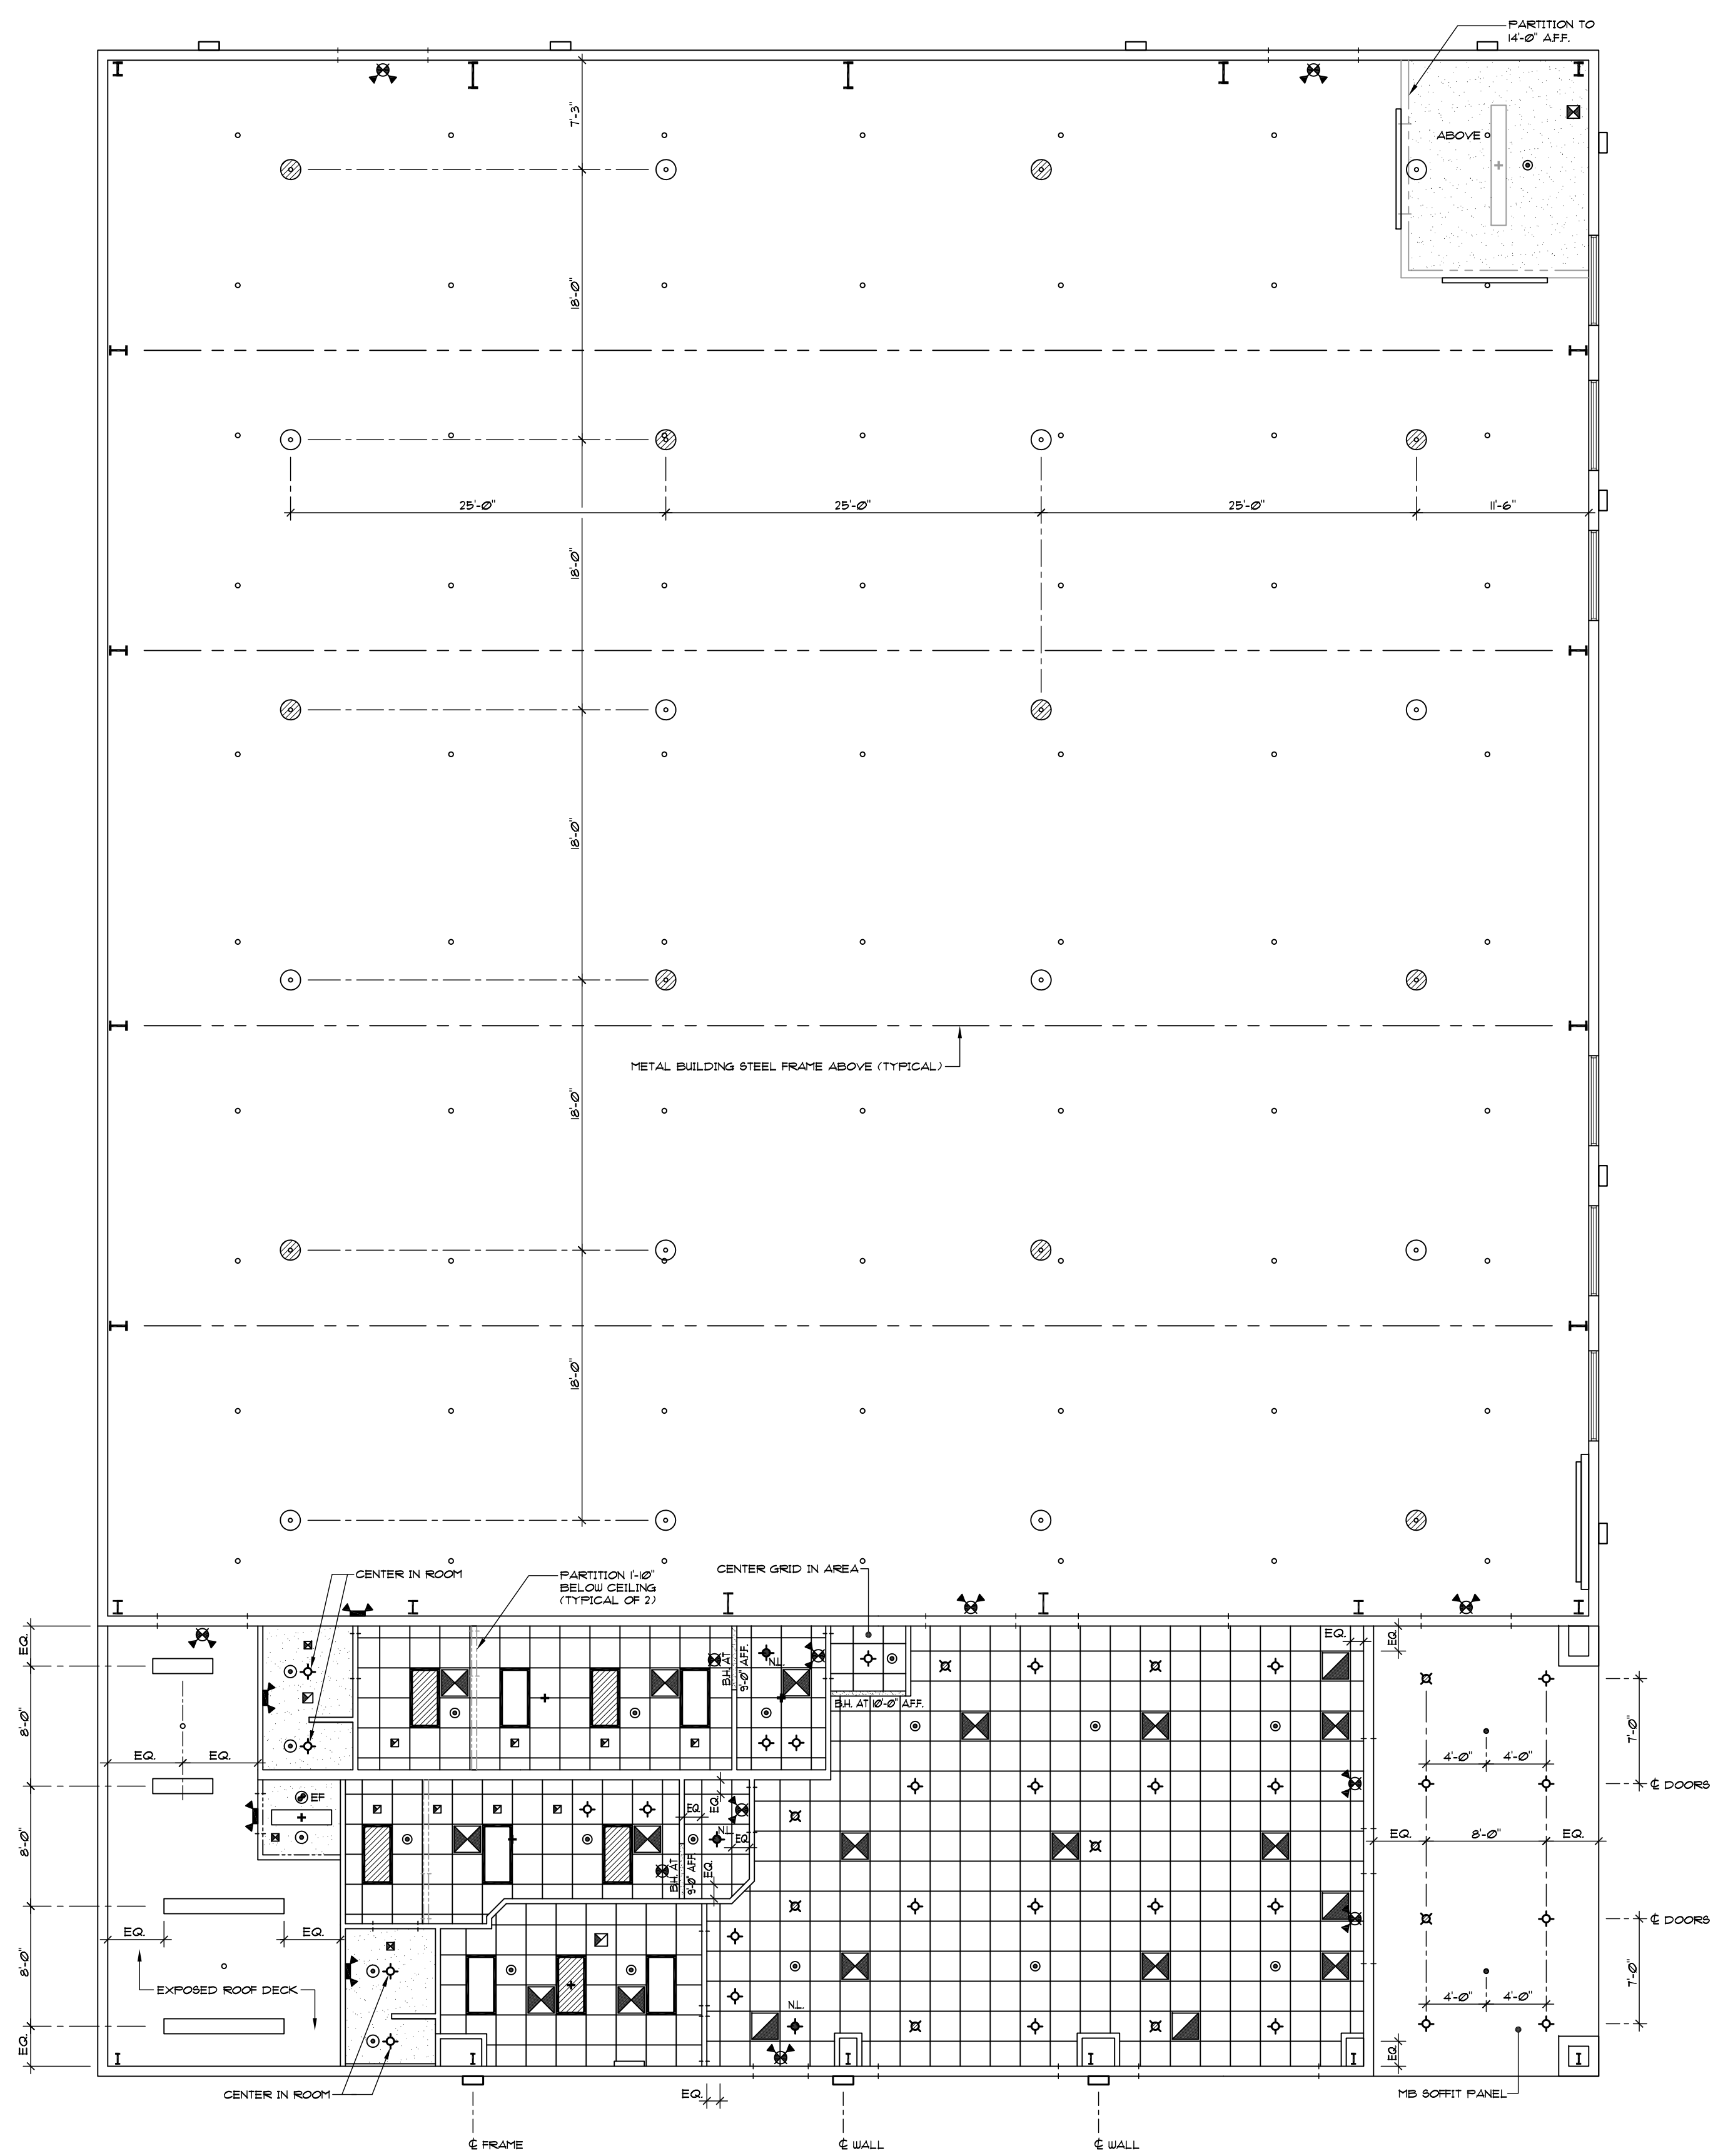 PARTITION TO
14'-0" A.F.F.
7'-3"
ABOVE
18'-0"
25'-0"
25'-0"
25'-0"
11'-6"
18'-0"
18'-0"
METAL BUILDING STEEL FRAME ABOVE (TYPICAL)
18'-0"
18'-0"
CENTER IN ROOM
PARTITION 1'-10"
BELOW CEILING
(TYPICAL OF 2)
CENTER GRID IN AREA
EQ.
EQ.
EQ.
B.H. AT
9'-0" A.F.F.
N.L.
B.H. AT 10'-0" A.F.F.
8'-0"
EQ.
EQ.
7'-0"
4'-0"
4'-0"
℄ DOORS
EF
EQ.
EQ.
N.L.
EQ.
8'-0"
EQ.
8'-0"
EQ.
B.H. AT
9'-0" A.F.F.
EQ.
EQ.
EQ.
℄ DOORS
8'-0"
EXPOSED ROOF DECK
7'-0"
4'-0"
4'-0"
N.L.
EQ.
EQ.
CENTER IN ROOM
EQ.
MB SOFFIT PANEL
℄ FRAME
℄ WALL
℄ WALL